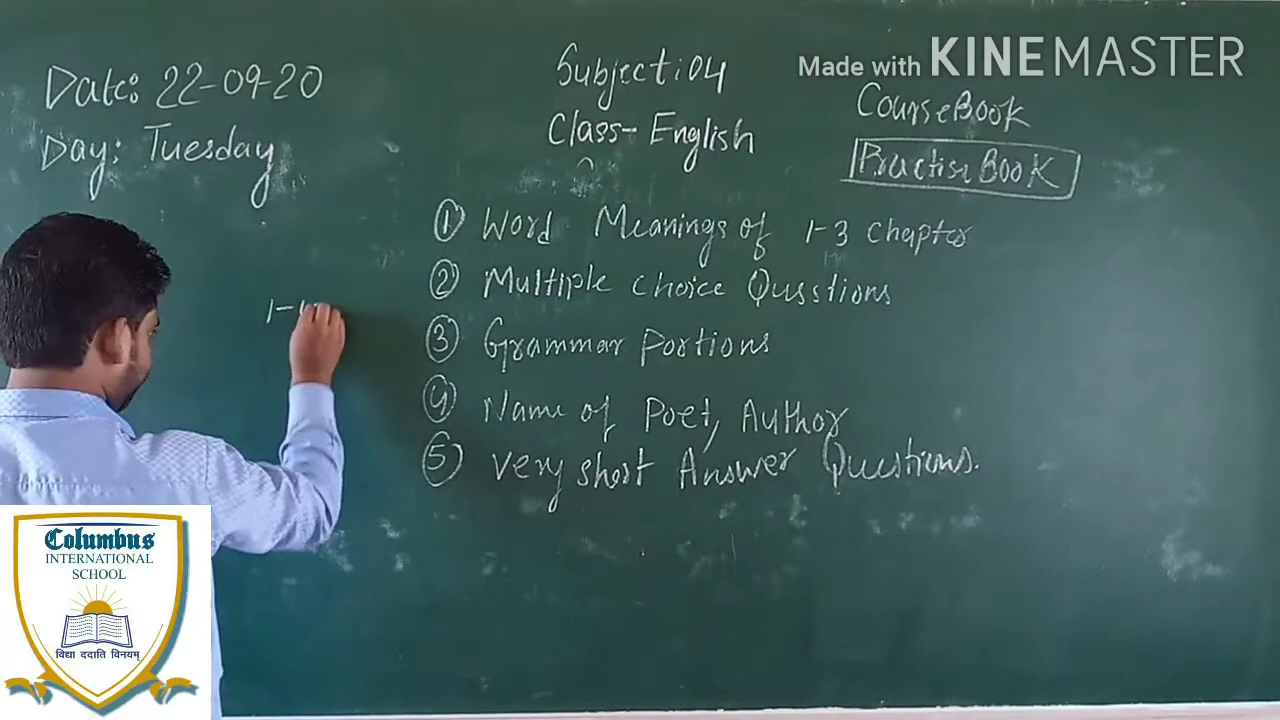 Made with KINEMASTER
Date: 22-09-20
Day: Tuesday
Subject: 04
Class- English
CourseBook
Practise Book
① Word Meanings of 1-3 chapter
② Multiple choice Qusstions
③ Grammar Portions
④ Name of Poet, Author
⑤ Very short Answer Questions.
Columbus
INTERNATIONAL
SCHOOL
विद्या ददाति विनयम्